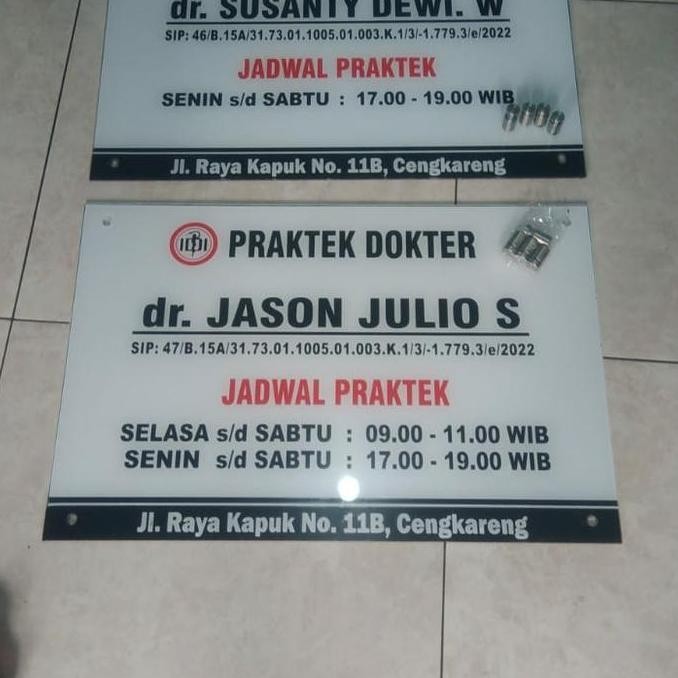 dr. SUSANTY DEWI. W
SIP: 46/B.15A/31.73.01.1005.01.003.K.1/3/-1.779.3/e/2022
JADWAL PRAKTEK
SENIN s/d SABTU : 17.00 - 19.00 WIB
Jl. Raya Kapuk No. 11B, Cengkareng
PRAKTEK DOKTER
dr. JASON JULIO S
SIP: 47/B.15A/31.73.01.1005.01.003.K.1/3/-1.779.3/e/2022
JADWAL PRAKTEK
SELASA s/d SABTU : 09.00 - 11.00 WIB
SENIN s/d SABTU : 17.00 - 19.00 WIB
Jl. Raya Kapuk No. 11B, Cengkareng